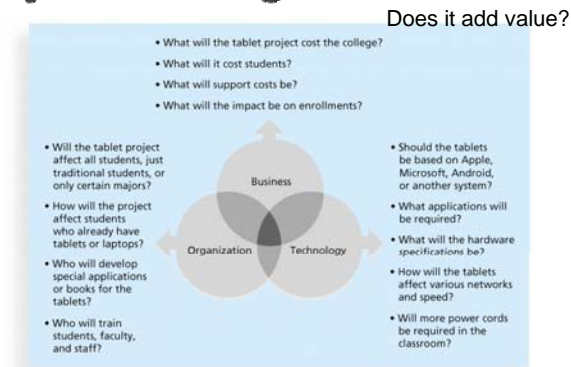 Does it add value?
• What will the tablet project cost the college?
• What will it cost students?
• What will support costs be?
• What will the impact be on enrollments?
• Will the tablet project
affect all students, just
traditional students, or
only certain majors?
• How will the project
affect students
who already have
tablets or laptops?
• Who will develop
special applications
or books for the
tablets?
• Who will train
students, faculty,
and staff?
Business
Organization
Technology
• Should the tablets
be based on Apple,
Microsoft, Android,
or another system?
• What applications will
be required?
• What will the hardware
specifications be?
• How will the tablets
affect various networks
and speed?
• Will more power cords
be required in the
classroom?